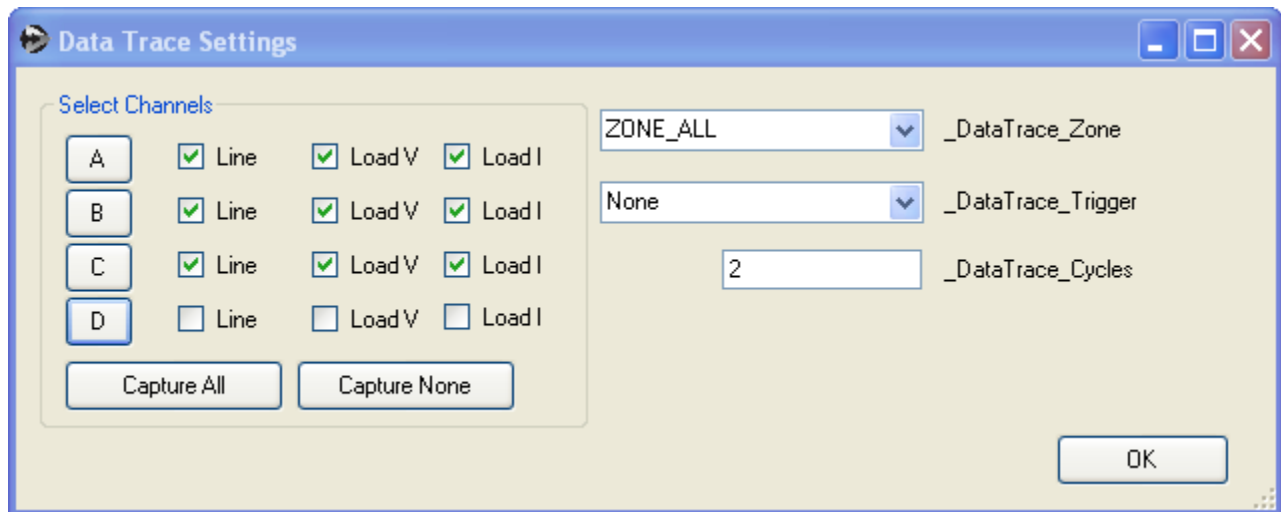 Data Trace Settings
Select Channels
A Line Load V Load I
B Line Load V Load I
C Line Load V Load I
D Line Load V Load I
Capture All Capture None
ZONE_ALL _DataTrace_Zone
None _DataTrace_Trigger
2 _DataTrace_Cycles
OK